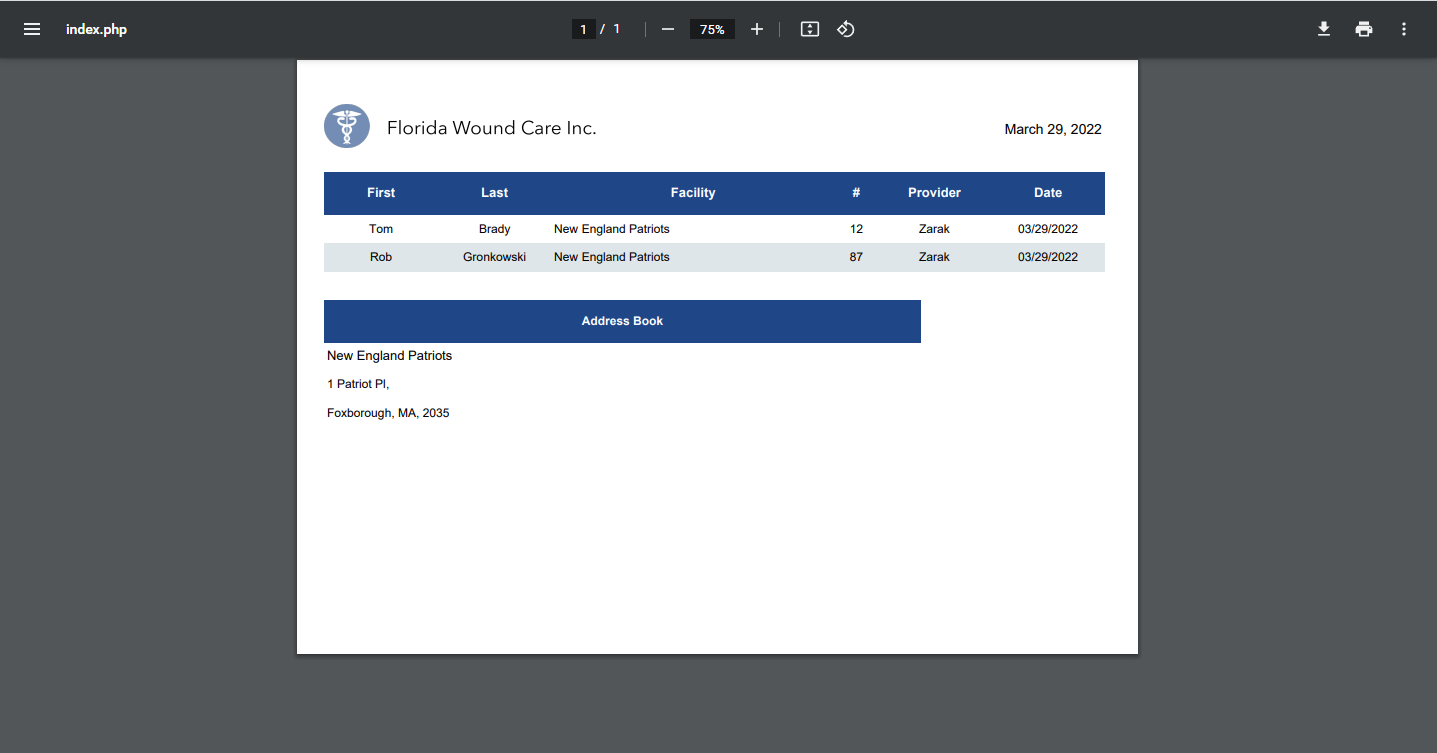 index.php 1 / 1 75%
Florida Wound Care Inc. March 29, 2022
First Last Facility # Provider Date
Tom Brady New England Patriots 12 Zarak 03/29/2022
Rob Gronkowski New England Patriots 87 Zarak 03/29/2022
Address Book
New England Patriots
1 Patriot Pl,
Foxborough, MA, 2035